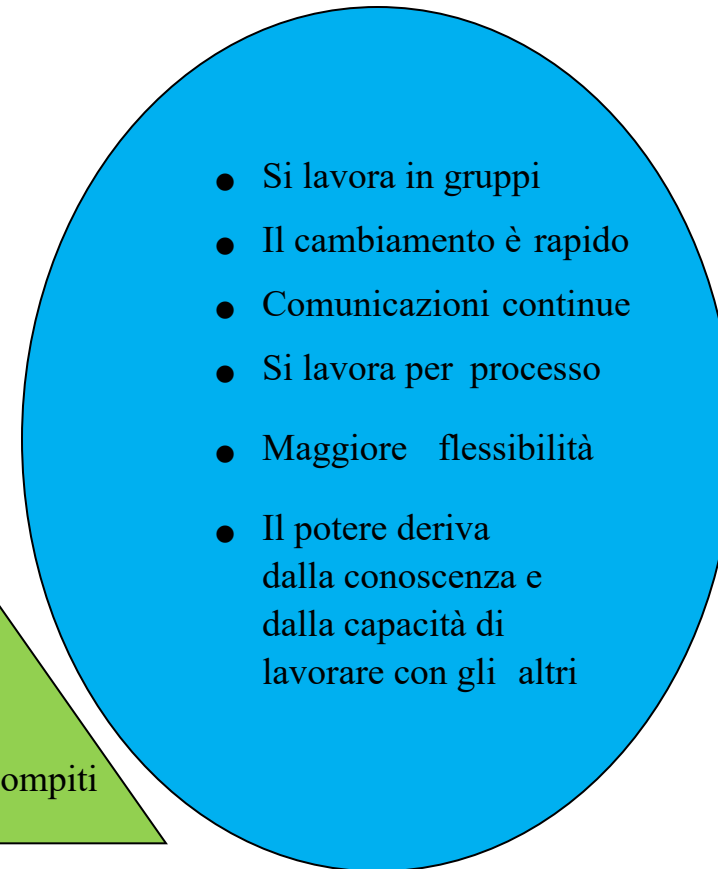 ● Si lavora in gruppi
● Il cambiamento è rapido
● Comunicazioni continue
● Si lavora per processo
● Maggiore flessibilità
● Il potere deriva
dalla conoscenza e
dalla capacità di
lavorare con gli altri
ompiti